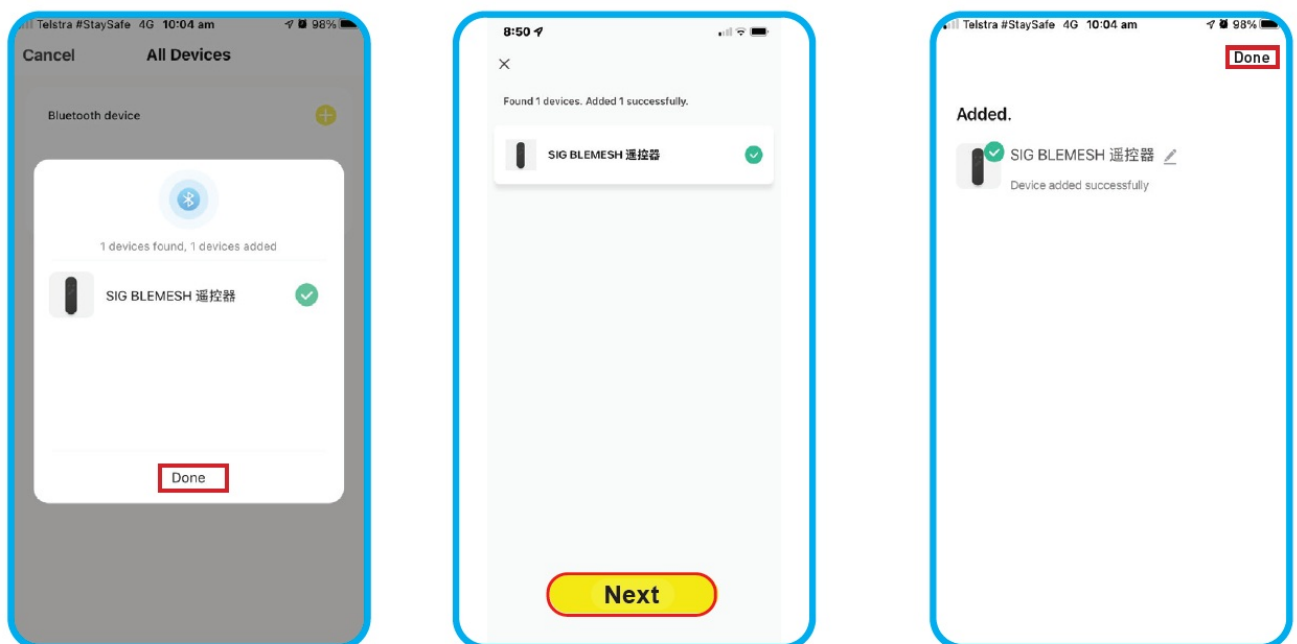 Telstra #StaySafe 4G 10:04 am 98%
Cancel All Devices
Bluetooth device
1 devices found, 1 devices added
SIG BLEMESH 遥控器
Done
8:50
Found 1 devices. Added 1 successfully.
SIG BLEMESH 遥控器
Next
Telstra #StaySafe 4G 10:04 am 98%
Done
Added.
SIG BLEMESH 遥控器
Device added successfully